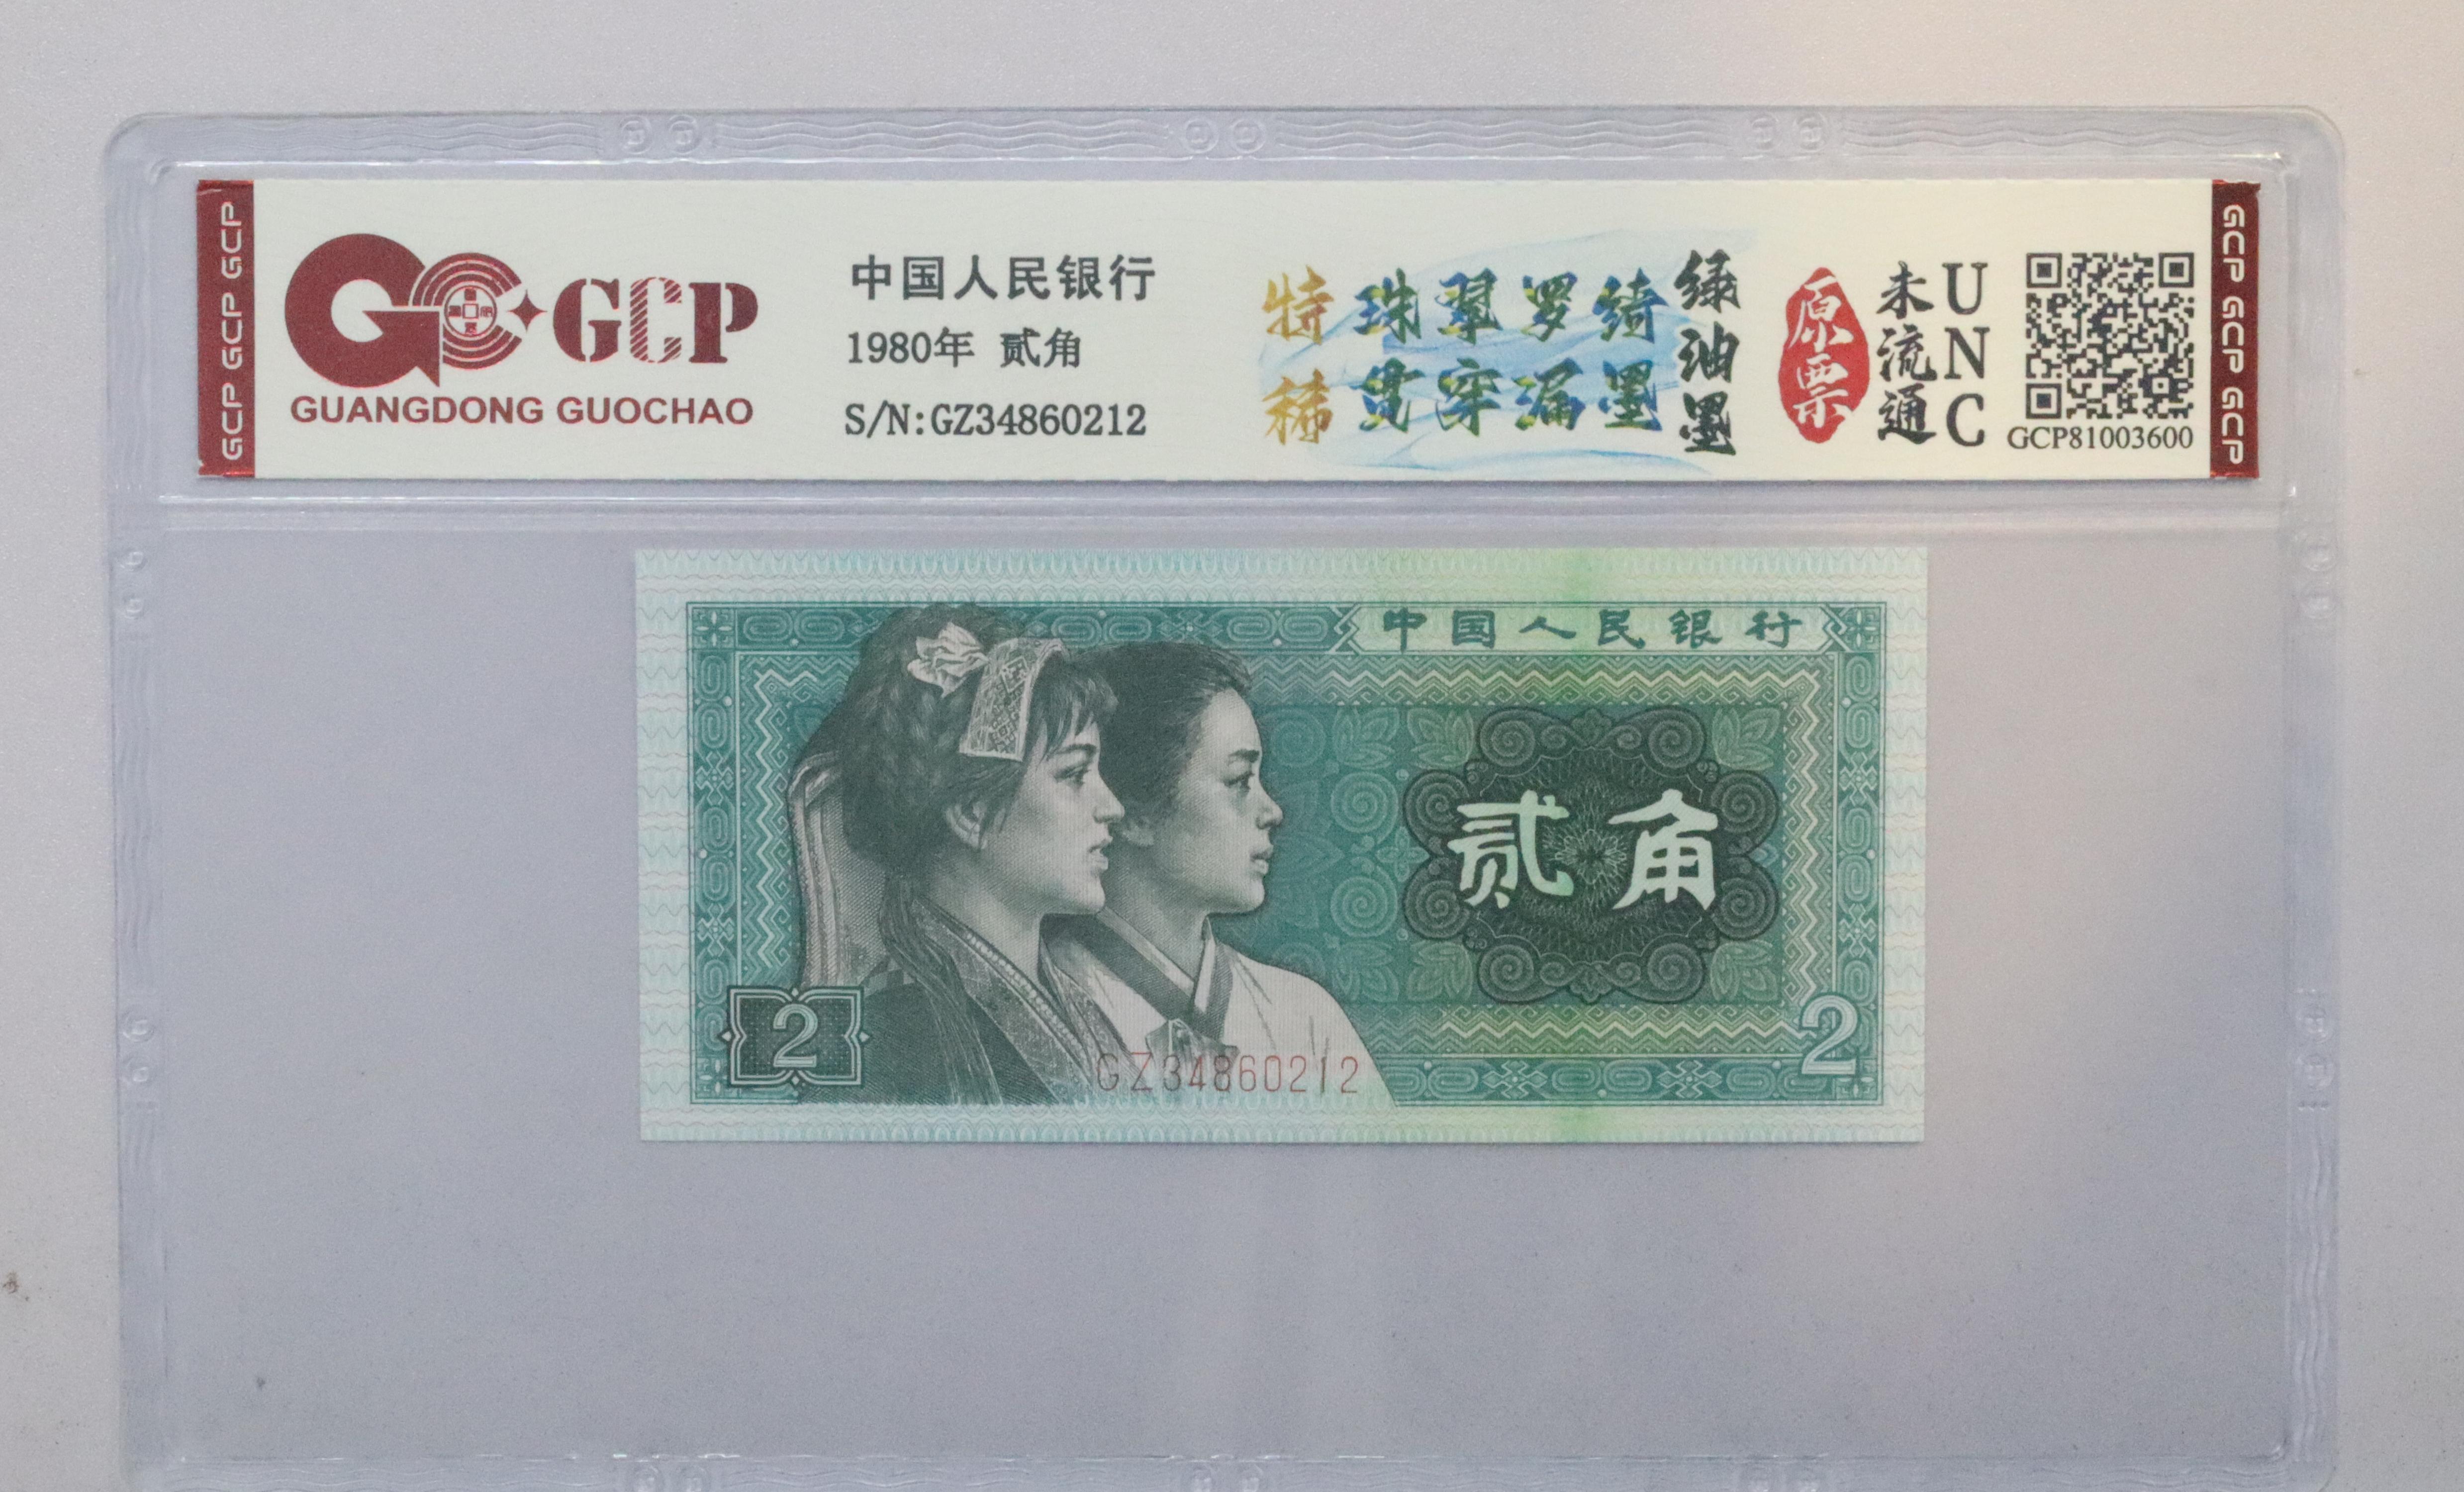 GCP GCP GCP
GCP
GUANGDONG GUOCHAO
中国人民银行
1980年 贰角
S/N:GZ34860212
特稀
珠翠罗绮
贯穿漏墨
绿油墨
原票
未流通
UNC
GCP81003600
GCP GCP GCP
中国人民银行
贰角
2
GZ34860212
2